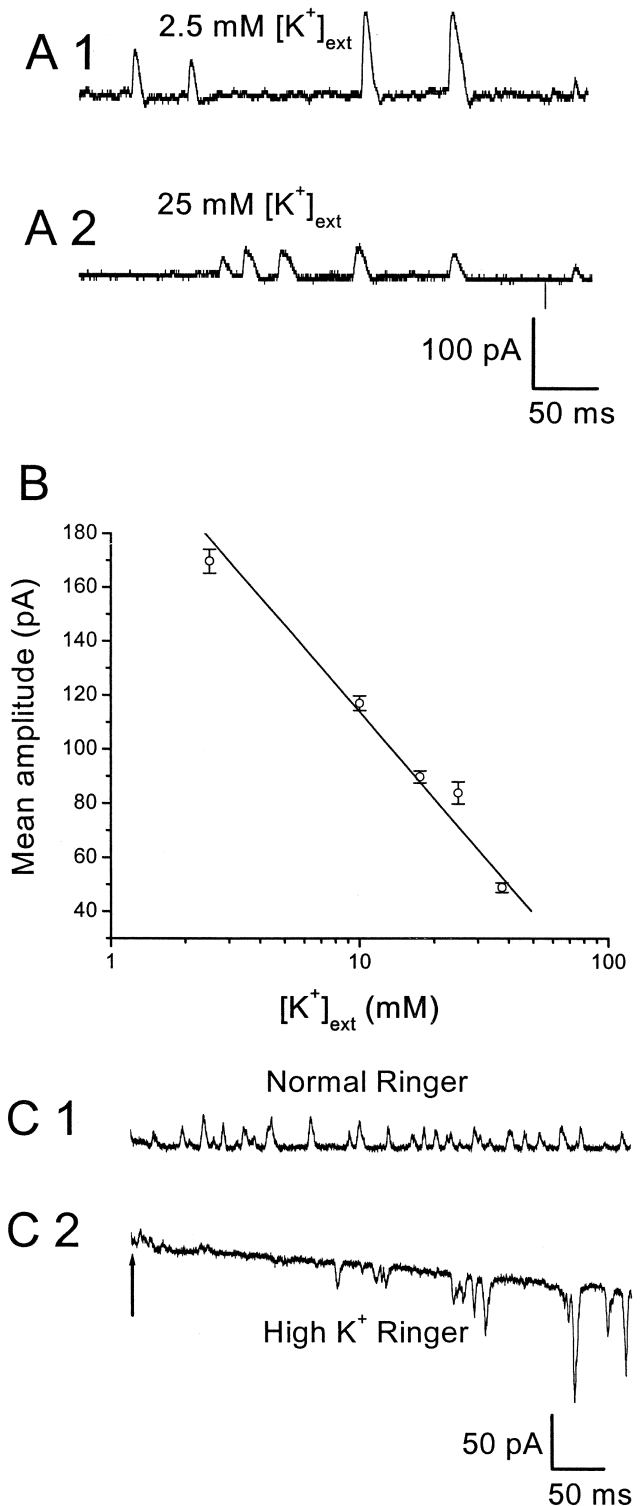 A 1
2.5 mM [K+]ext
A 2
25 mM [K+]ext
100 pA
50 ms
B
Mean amplitude (pA)
180
160
140
120
100
80
60
40
1
10
100
[K+]ext (mM)
C 1
Normal Ringer
C 2
High K+ Ringer
50 pA
50 ms